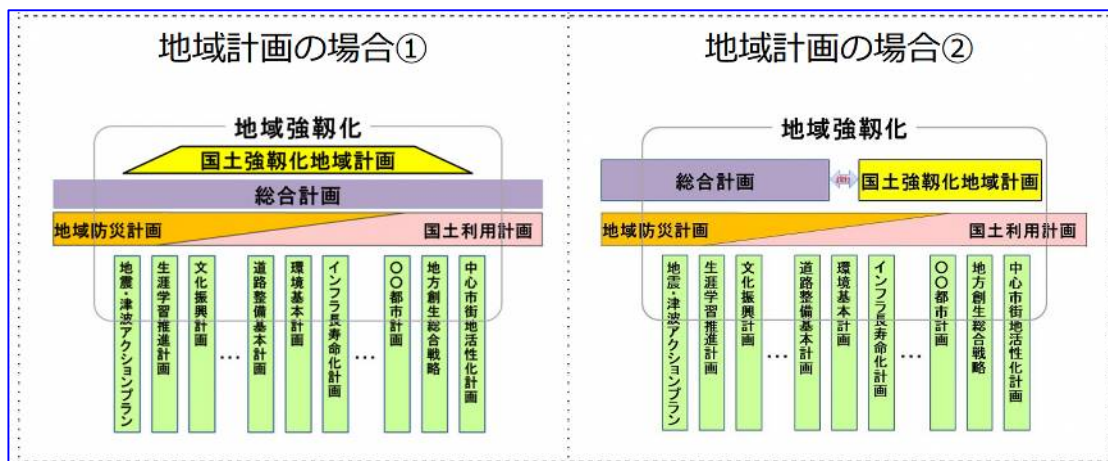 地域計画の場合①
地域強靱化
国土強靱化地域計画
総合計画
地域防災計画
国土利用計画
地震・津波アクションプラン
生涯学習推進計画
文化振興計画
…
道路整備基本計画
環境基本計画
インフラ長寿命化計画
…
〇〇都市計画
地方創生総合戦略
中心市街地活性化計画
地域計画の場合②
地域強靱化
総合計画
国土強靱化地域計画
地域防災計画
国土利用計画
地震・津波アクションプラン
生涯学習推進計画
文化振興計画
…
道路整備基本計画
環境基本計画
インフラ長寿命化計画
…
〇〇都市計画
地方創生総合戦略
中心市街地活性化計画